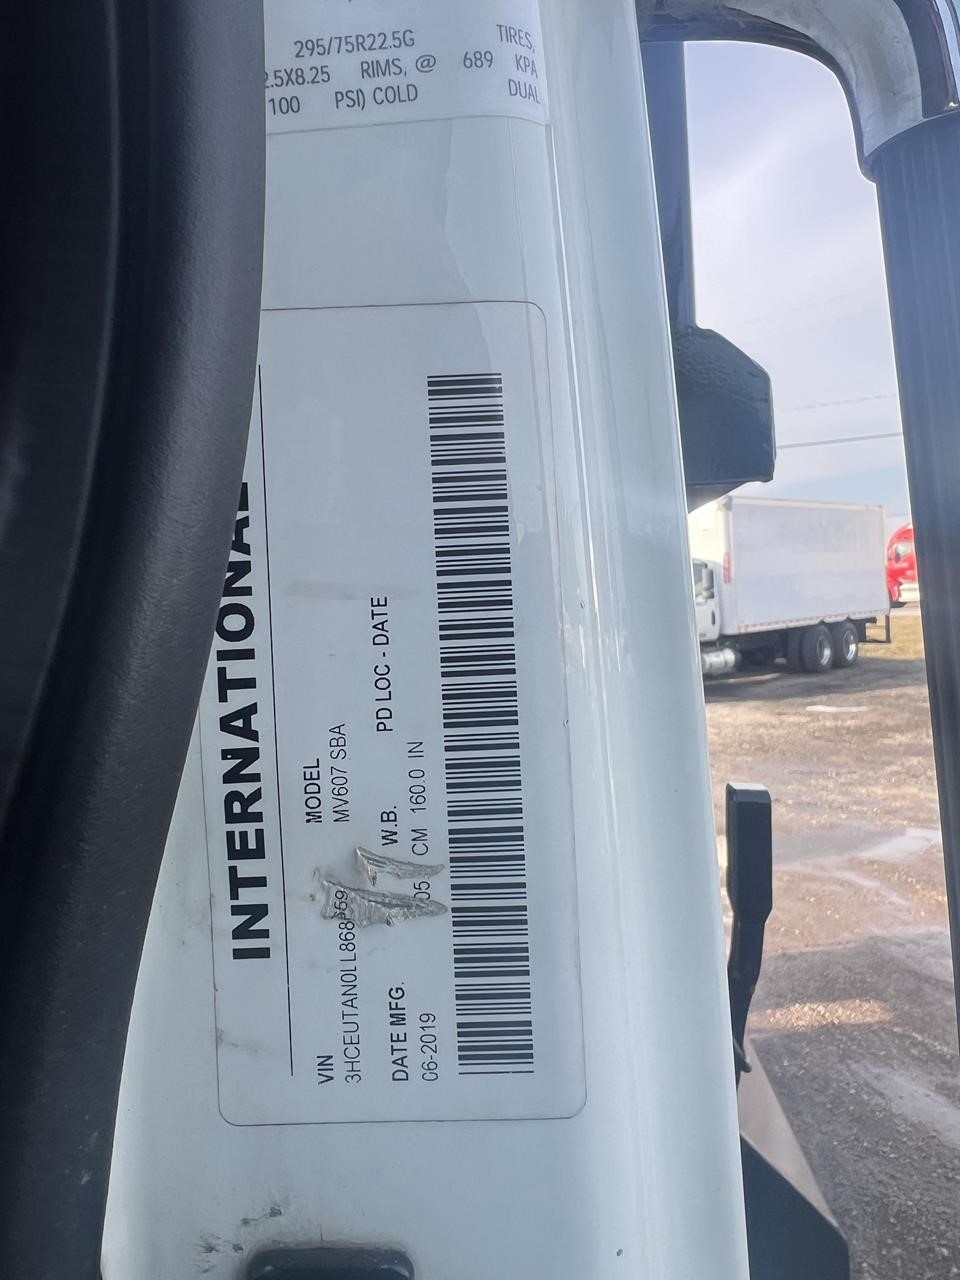 295/75R22.5G TIRES,
2.5X8.25 RIMS, @ 689 KPA
100 PSI) COLD DUAL
INTERNATIONAL
VIN MODEL
MV607 SBA
DATE MFG. W.B. PD LOC - DATE
06-2019 05 CM 160.0 IN